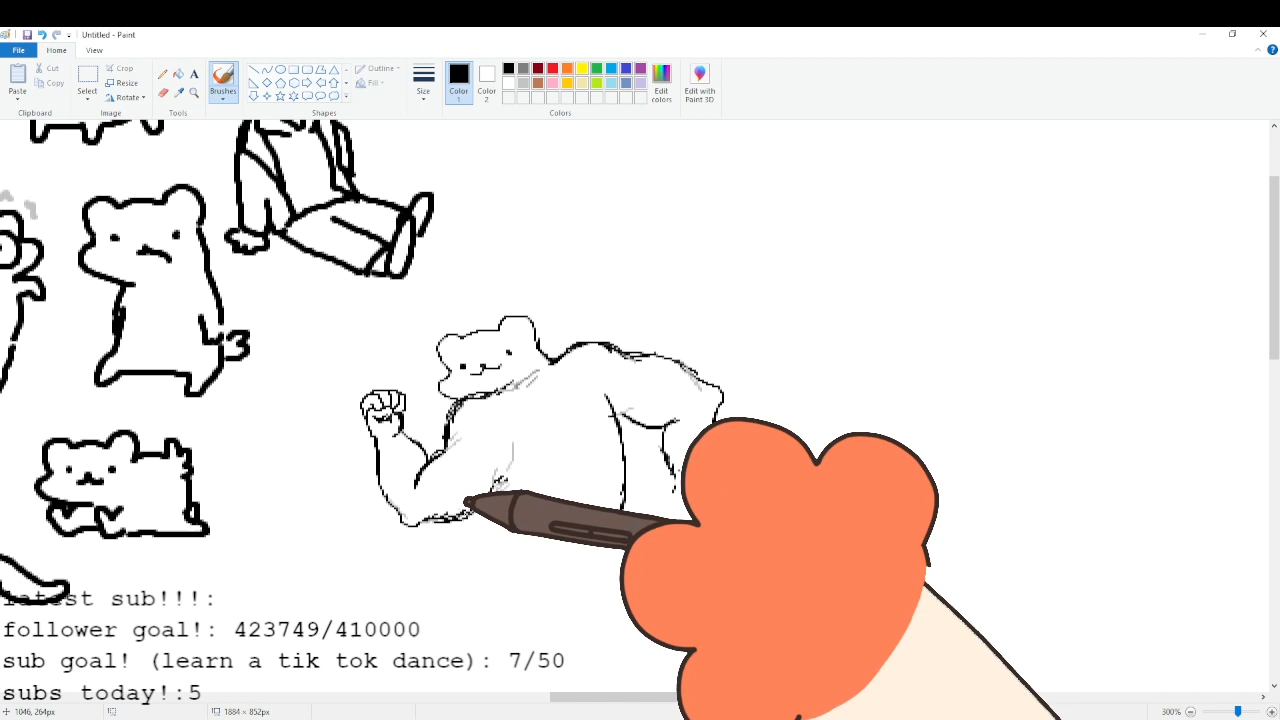 Untitled - Paint
File Home View
Paste
Cut
Copy
Clipboard
Select
Crop
Resize
Rotate
Image
A
Tools
Brushes
Outline
Fill
Shapes
Size
Color 1
Color 2
Edit colors
Edit with Paint 3D
Colors
latest sub!!!:
follower goal!: 423749/410000
sub goal! (learn a tik tok dance): 7/50
subs today!:5
1046, 264px
1884 × 852px
300%